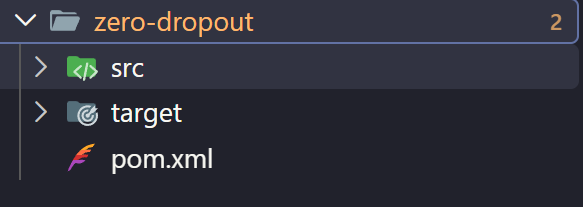 zero-dropout 2
src
target
pom.xml